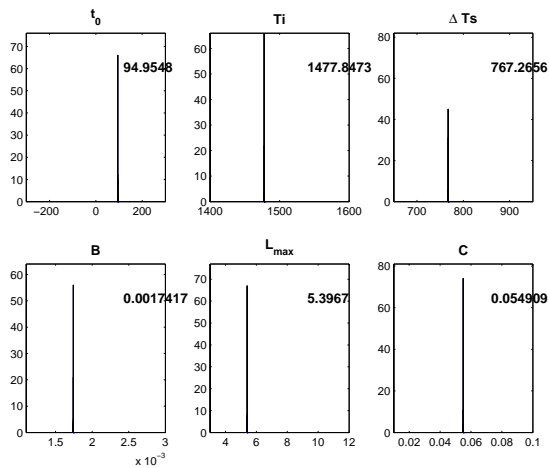 t_0
Ti
Δ Ts
94.9548
1477.8473
767.2656
0 10 20 30 40 50 60 70
−200 0 200
0 10 20 30 40 50 60
1400 1500 1600
0 20 40 60 80
700 800 900
B
L_max
C
0.0017417
5.3967
0.054909
0 10 20 30 40 50 60
1.5 2 2.5 3
x 10^−3
0 10 20 30 40 50 60 70
4 6 8 10 12
0 20 40 60 80
0.02 0.04 0.06 0.08 0.1